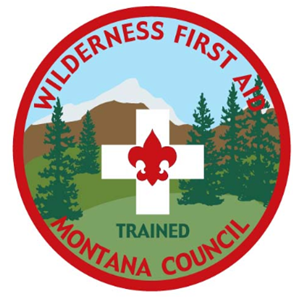 WILDERNESS FIRST AID
TRAINED
MONTANA COUNCIL